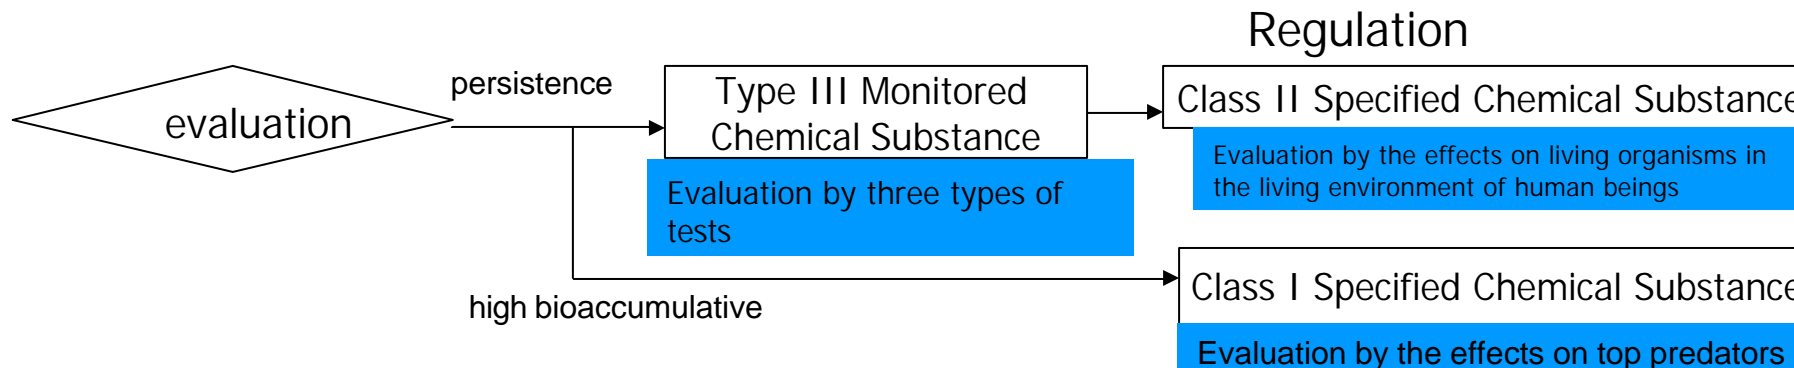 Regulation
evaluation
persistence
Type III Monitored
Chemical Substance
Class II Specified Chemical Substance
Evaluation by three types of
tests
Evaluation by the effects on living organisms in
the living environment of human beings
high bioaccumulative
Class I Specified Chemical Substance
Evaluation by the effects on top predators